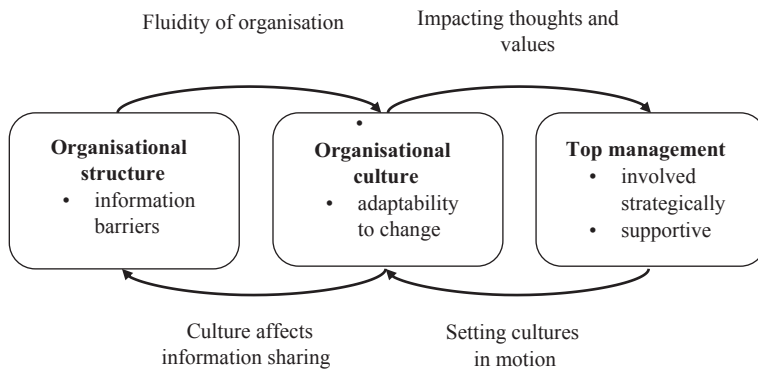 Fluidity of organisation
Impacting thoughts and
values
Organisational
structure
• information
barriers
•
Organisational
culture
• adaptability
to change
Top management
• involved
strategically
• supportive
Culture affects
information sharing
Setting cultures
in motion